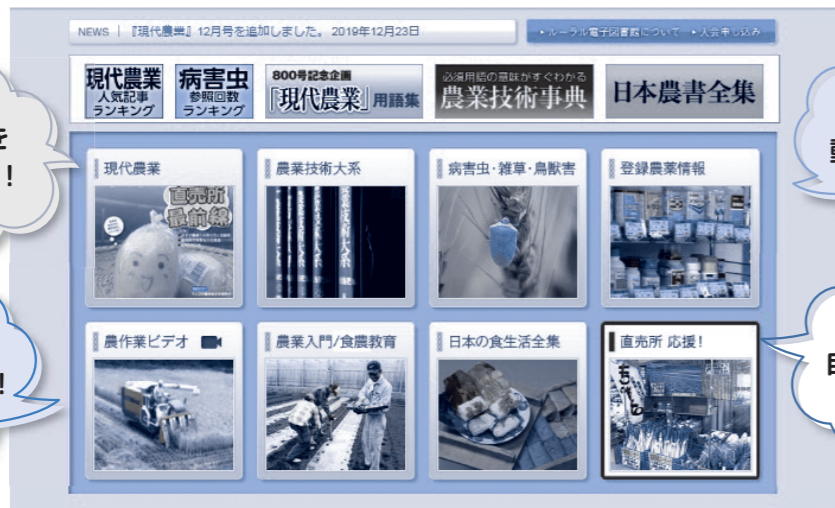 NEWS | 『現代農業』12月号を追加しました。 2019年12月23日
▸ルーラル電子図書館について ▸入会申し込み
現代農業
人気記事
ランキング
病害虫
参照回数
ランキング
800号記念企画
『現代農業』用語集
必須用語の意味がすぐわかる
農業技術事典
日本農書全集
を
!
現代農業
直売所
最前線
農業技術大系
病害虫・雑草・鳥獣害
登録農薬情報
農作業ビデオ
農業入門/食農教育
日本の食生活全集
直売所 応援!
!